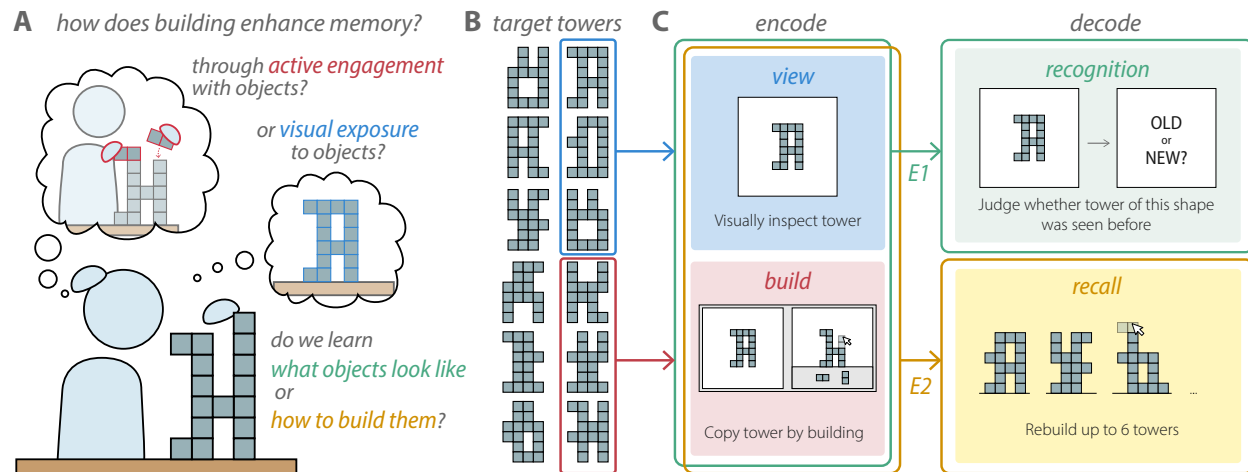 A how does building enhance memory?
through active engagement
with objects?
or visual exposure
to objects?
do we learn
what objects look like
or
how to build them?
B target towers
C encode
view
Visually inspect tower
build
Copy tower by building
E1
E2
decode
recognition
OLD
or
NEW?
Judge whether tower of this shape
was seen before
recall
...
Rebuild up to 6 towers